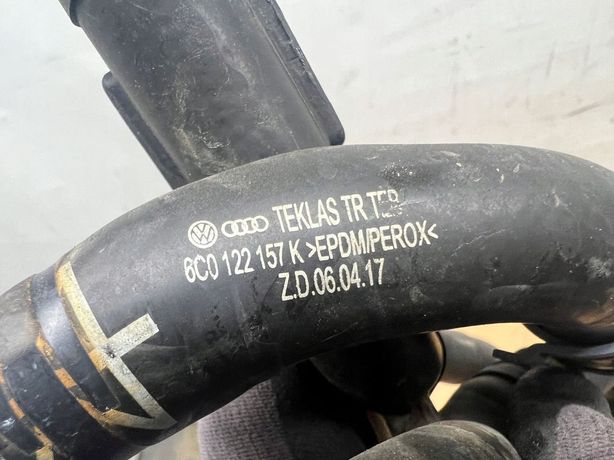 TEKLAS TR
6C0 122 157 K >EPDM/PEROX<
Z.D.06.04.17